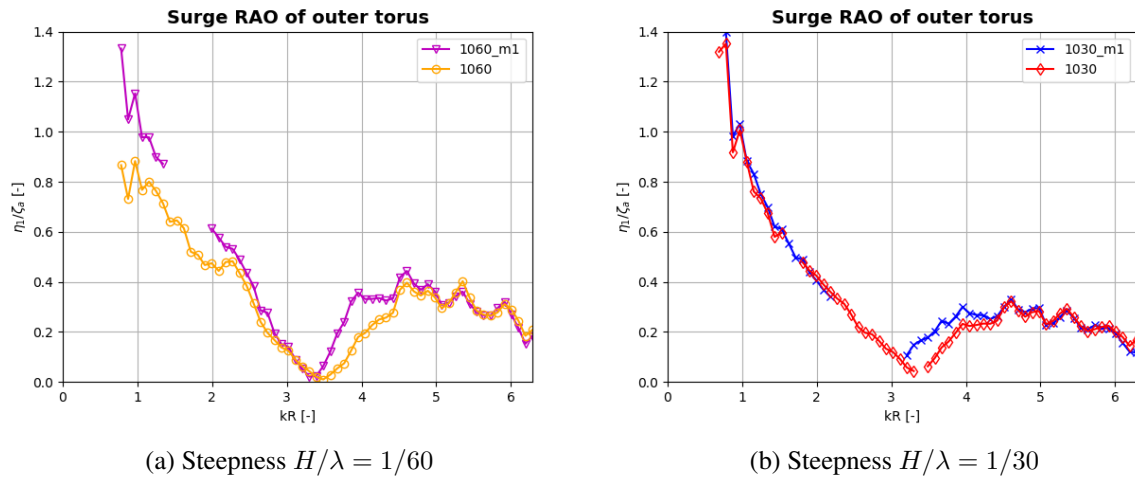 Surge RAO of outer torus
1.4
1.2
1.0
0.8
0.6
0.4
0.2
0.0
η₁/ζₐ [-]
0 1 2 3 4 5 6
kR [-]
1060_m1
1060
(a) Steepness H/λ = 1/60
Surge RAO of outer torus
1.4
1.2
1.0
0.8
0.6
0.4
0.2
0.0
η₁/ζₐ [-]
0 1 2 3 4 5 6
kR [-]
1030_m1
1030
(b) Steepness H/λ = 1/30